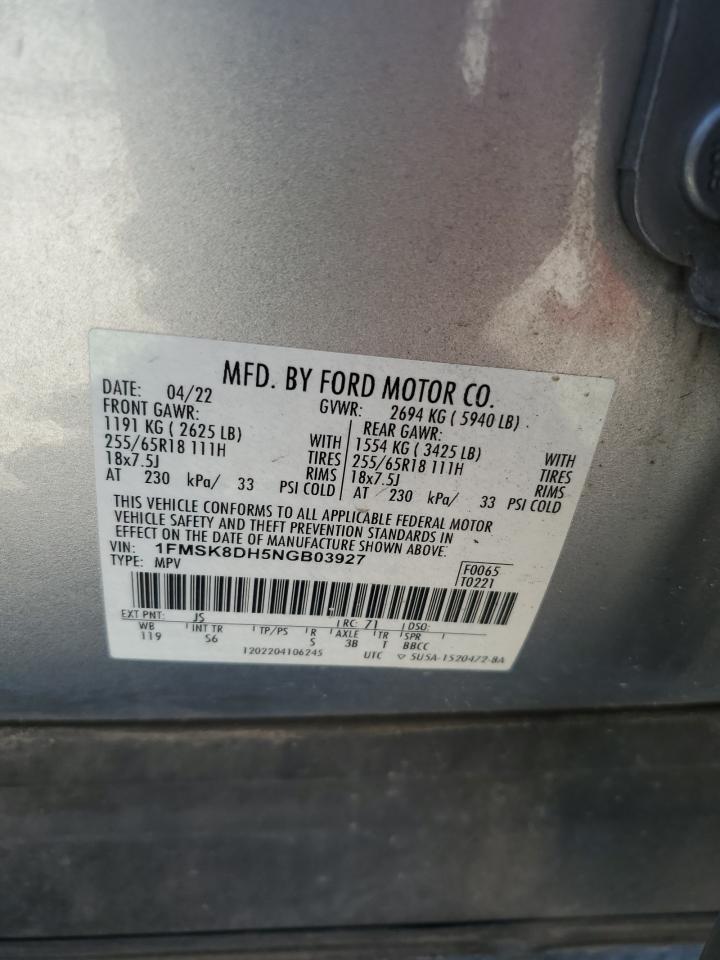 MFD. BY FORD MOTOR CO.
DATE: 04/22 GVWR: 2694 KG ( 5940 LB)
FRONT GAWR: REAR GAWR:
1191 KG ( 2625 LB) WITH 1554 KG ( 3425 LB) WITH
255/65R18 111H TIRES 255/65R18 111H TIRES
18x7.5J RIMS 18x7.5J RIMS
AT 230 kPa/ 33 PSI COLD AT 230 kPa/ 33 PSI COLD
THIS VEHICLE CONFORMS TO ALL APPLICABLE FEDERAL MOTOR
VEHICLE SAFETY AND THEFT PREVENTION STANDARDS IN
EFFECT ON THE DATE OF MANUFACTURE SHOWN ABOVE.
VIN: 1FMSK8DH5NGB03927
TYPE: MPV F0065
T0221
EXT PNT: JS RC: 71 DSO:
WB INT TR TP/PS R AXLE TR SPR
119 S6 S 3B T BBCC
1202204106245 UTC ▽ 5U5A-1520472-BA